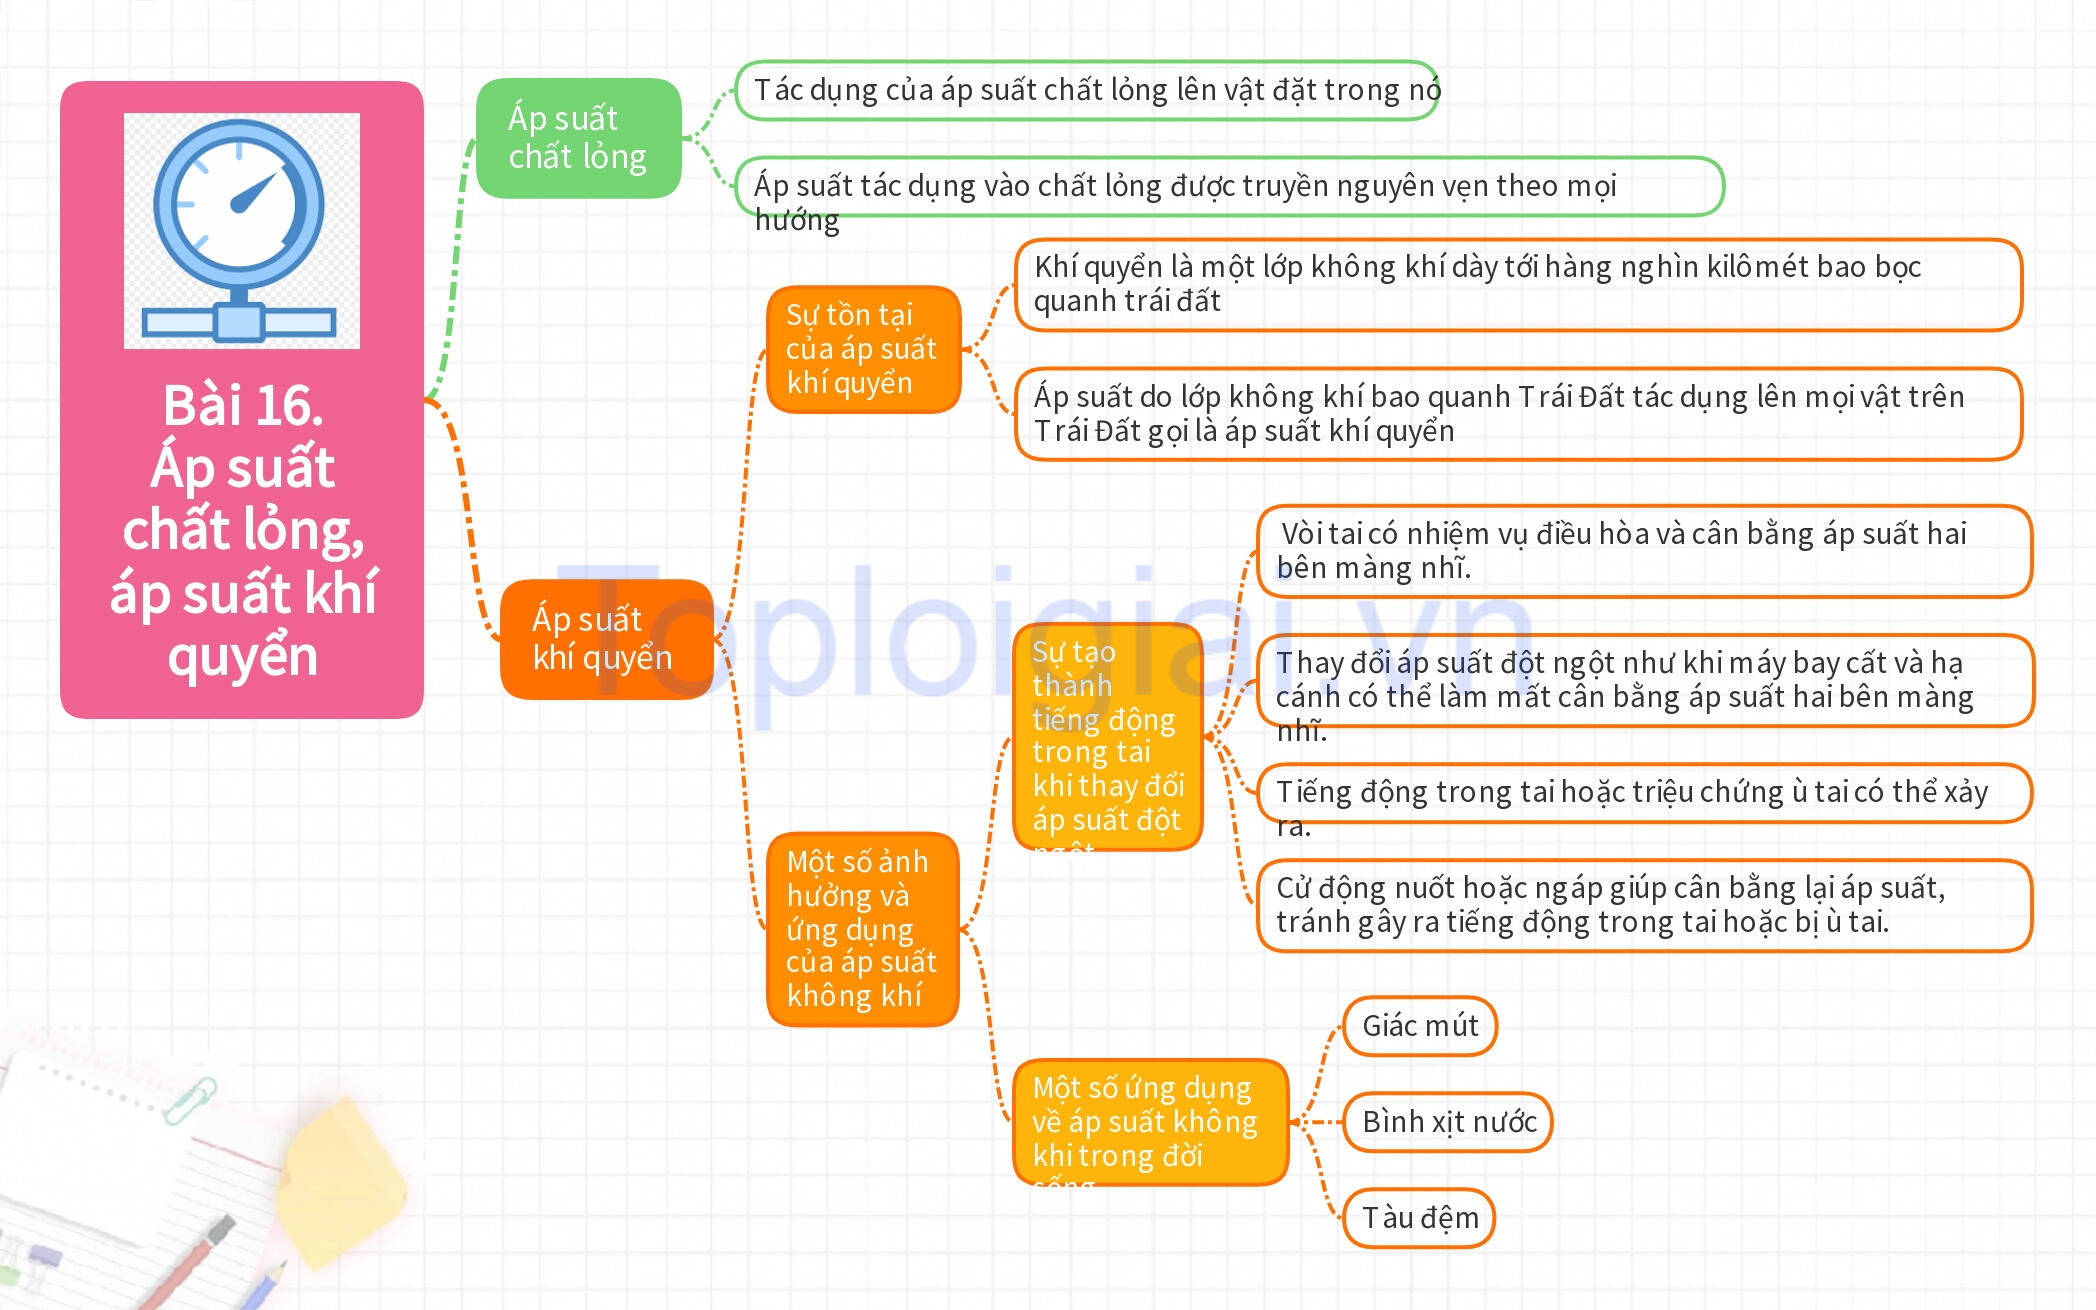 Bài 16.
Áp suất
chất lỏng,
áp suất khí
quyển
Áp suất
chất lỏng
Tác dụng của áp suất chất lỏng lên vật đặt trong nó
Áp suất tác dụng vào chất lỏng được truyền nguyên vẹn theo mọi
hướng
Áp suất
khí quyển
Sự tồn tại
của áp suất
khí quyển
Khí quyển là một lớp không khí dày tới hàng nghìn kilômét bao bọc
quanh trái đất
Áp suất do lớp không khí bao quanh Trái Đất tác dụng lên mọi vật trên
Trái Đất gọi là áp suất khí quyển
Một số ảnh
hưởng và
ứng dụng
của áp suất
không khí
Sự tạo
thành
tiếng động
trong tai
khi thay đổi
áp suất đột
ngột
Vòi tai có nhiệm vụ điều hòa và cân bằng áp suất hai
bên màng nhĩ.
Thay đổi áp suất đột ngột như khi máy bay cất và hạ
cánh có thể làm mất cân bằng áp suất hai bên màng
nhĩ.
Tiếng động trong tai hoặc triệu chứng ù tai có thể xảy
ra.
Cử động nuốt hoặc ngáp giúp cân bằng lại áp suất,
tránh gây ra tiếng động trong tai hoặc bị ù tai.
Một số ứng dụng
về áp suất không
khi trong đời
sống
Giác mút
Bình xịt nước
Tàu đệm
Toploigiai.vn